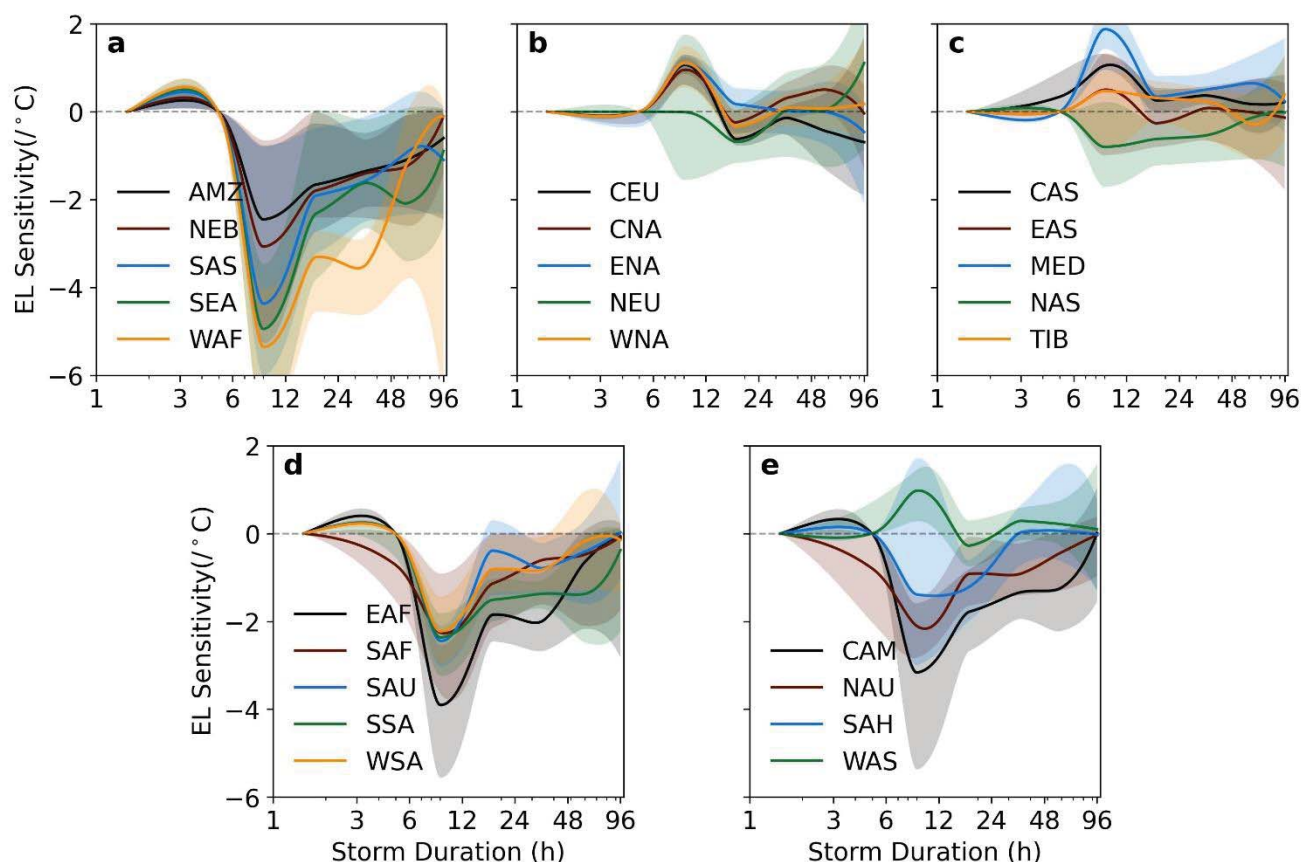 a
b
c
EL Sensitivity(/°C)
2
0
−2
−4
−6
AMZ
NEB
SAS
SEA
WAF
CEU
CNA
ENA
NEU
WNA
CAS
EAS
MED
NAS
TIB
1 3 6 12 24 48 96
1 3 6 12 24 48 96
1 3 6 12 24 48 96
d
e
EL Sensitivity(/°C)
2
0
−2
−4
−6
EAF
SAF
SAU
SSA
WSA
CAM
NAU
SAH
WAS
1 3 6 12 24 48 96
1 3 6 12 24 48 96
Storm Duration (h)
Storm Duration (h)